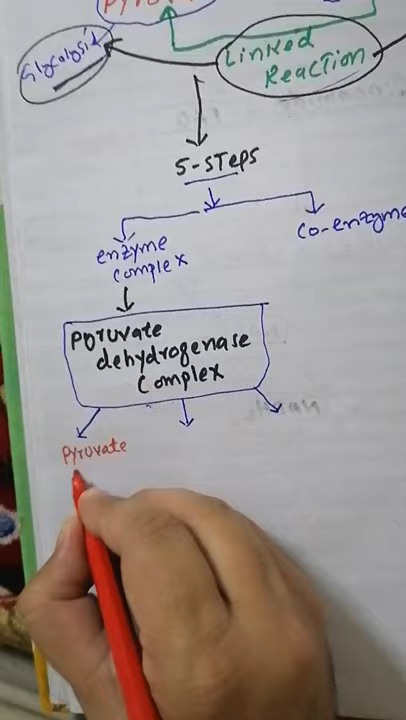 Glycolysis
Linked
Reaction
5-STEPS
enzyme
complex
co-enzyme
pyruvate
dehydrogenase
Complex
Pyruvate